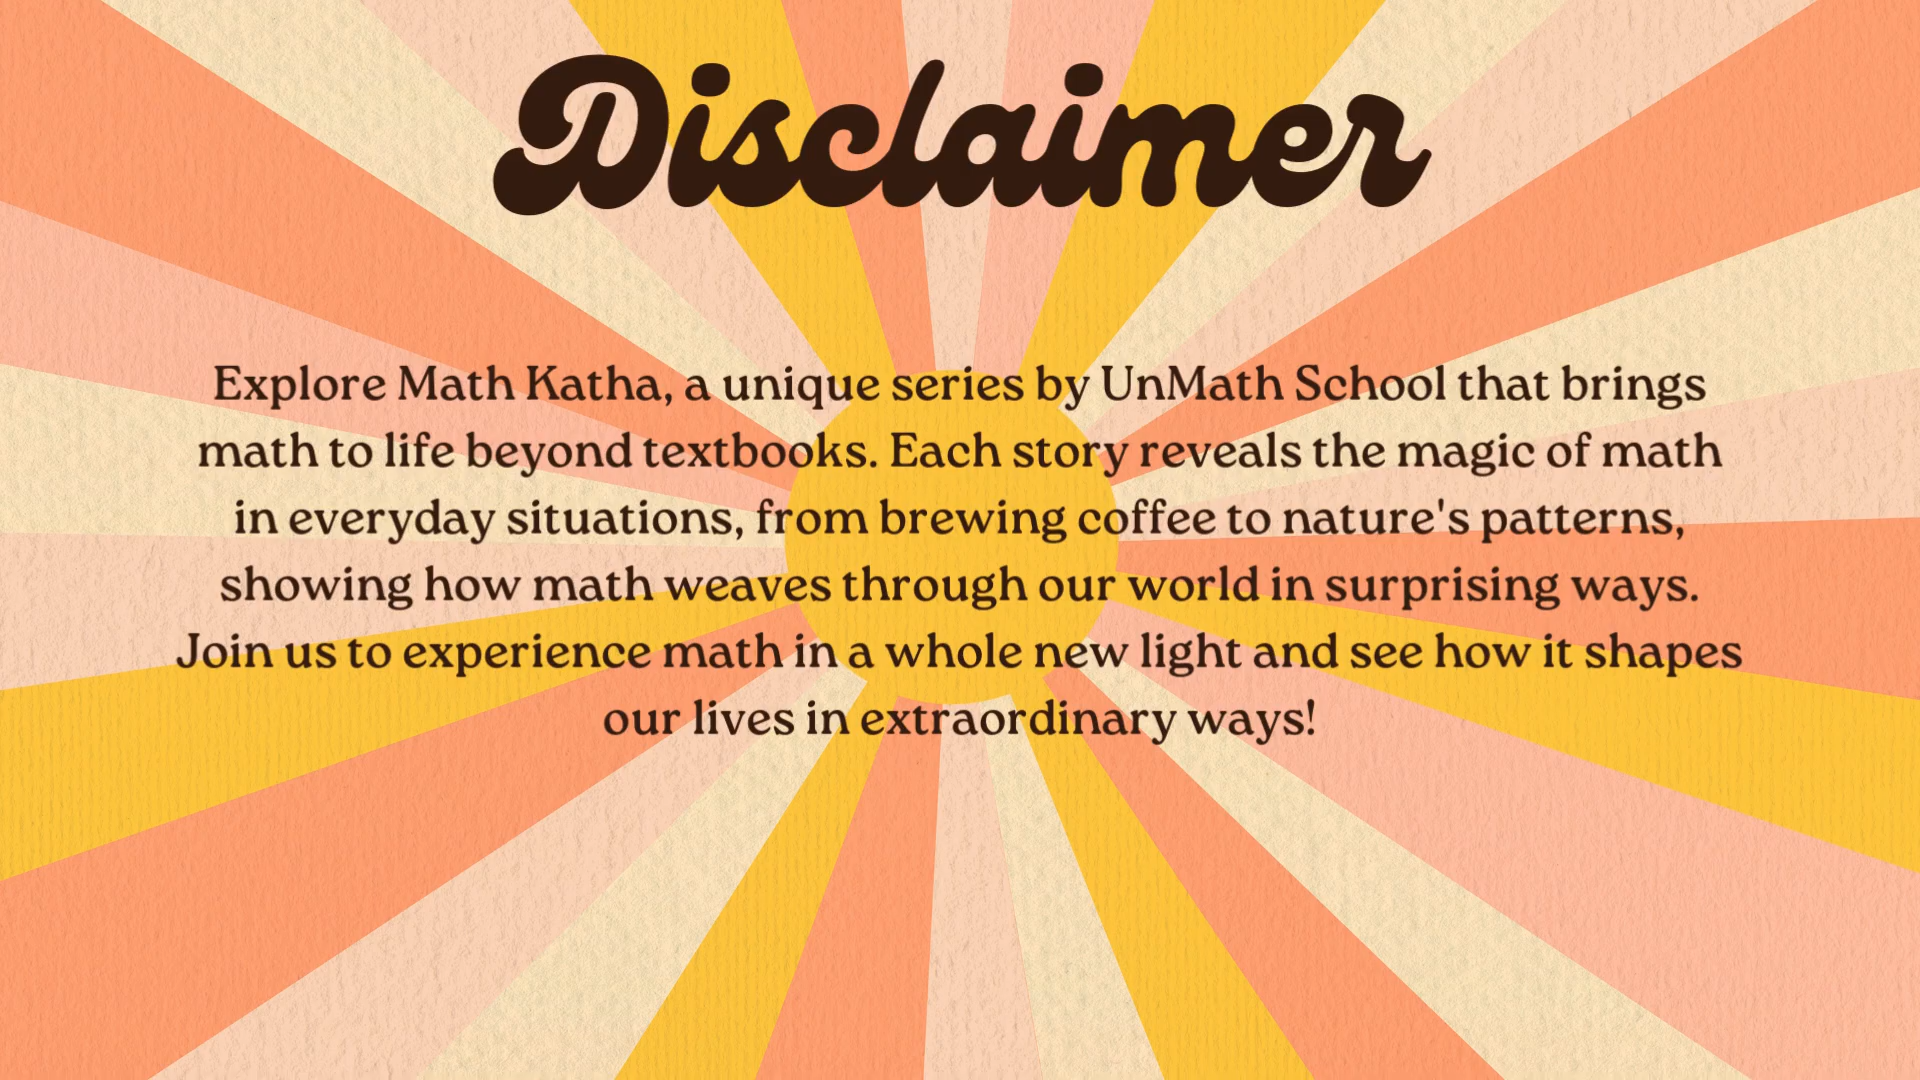 Disclaimer
Explore Math Katha, a unique series by UnMath School that brings
math to life beyond textbooks. Each story reveals the magic of math
in everyday situations, from brewing coffee to nature's patterns,
showing how math weaves through our world in surprising ways.
Join us to experience math in a whole new light and see how it shapes
our lives in extraordinary ways!